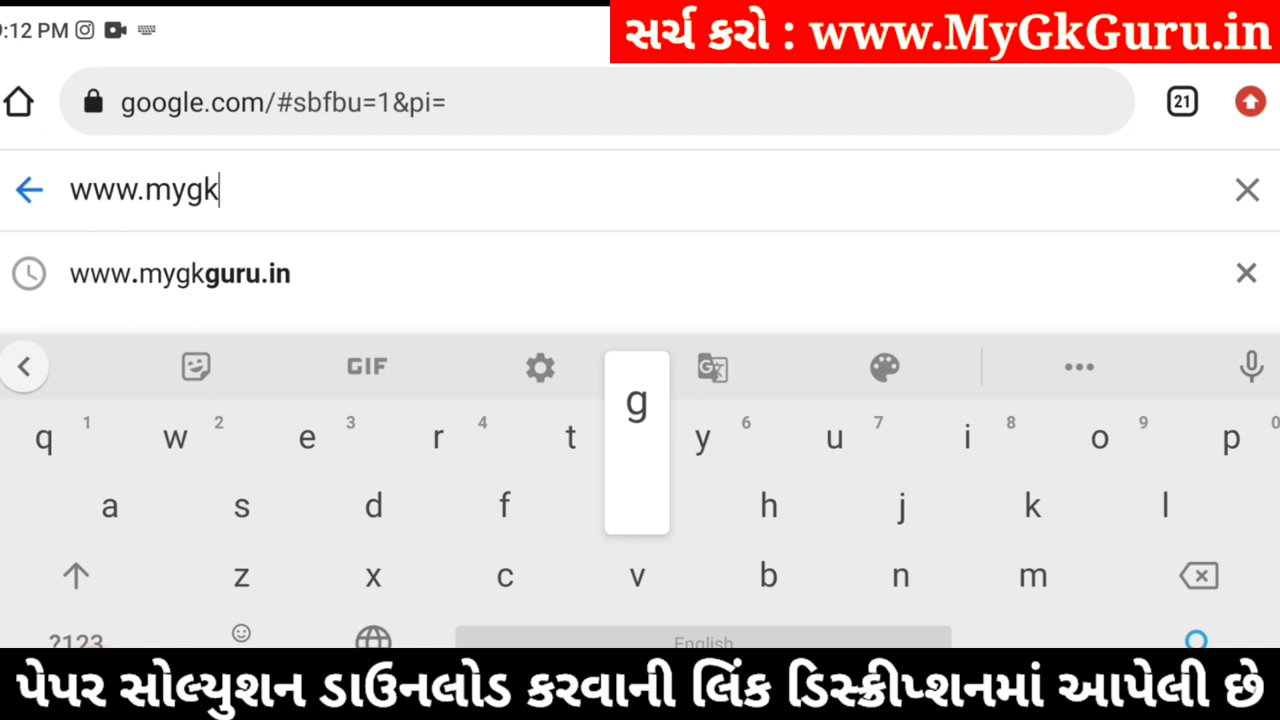 9:12 PM
સર્ચ કરો : www.MyGkGuru.in
google.com/#sbfbu=1&pi=
21
www.mygk
www.mygkguru.in
GIF
g
q 1 w 2 e 3 r 4 t y 6 u 7 i 8 o 9 p 0
a s d f h j k l
z x c v b n m
?123 English
પેપર સોલ્યુશન ડાઉનલોડ કરવાની લિંક ડિસ્ક્રીપ્શનમાં આપેલી છે